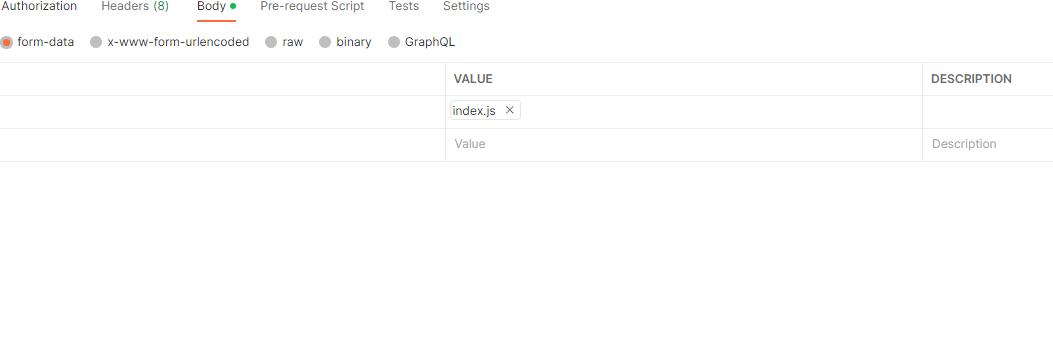 Authorization Headers (8) Body Pre-request Script Tests Settings
form-data x-www-form-urlencoded raw binary GraphQL
VALUE DESCRIPTION
index.js
Value Description